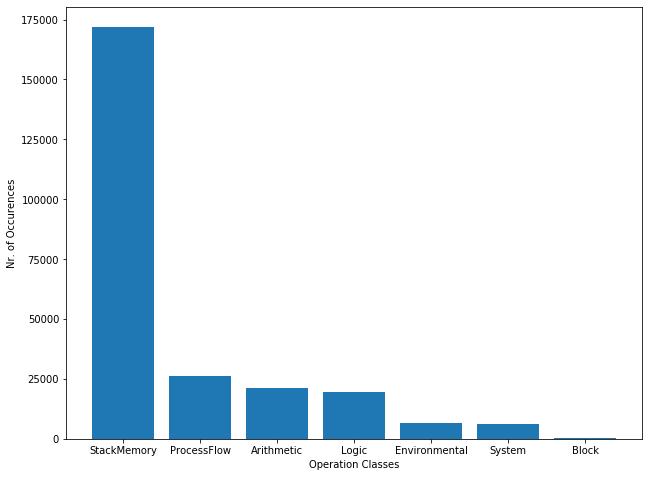 175000
150000
125000
100000
75000
50000
25000
0
Nr. of Occurences
StackMemory ProcessFlow Arithmetic Logic Environmental System Block
Operation Classes